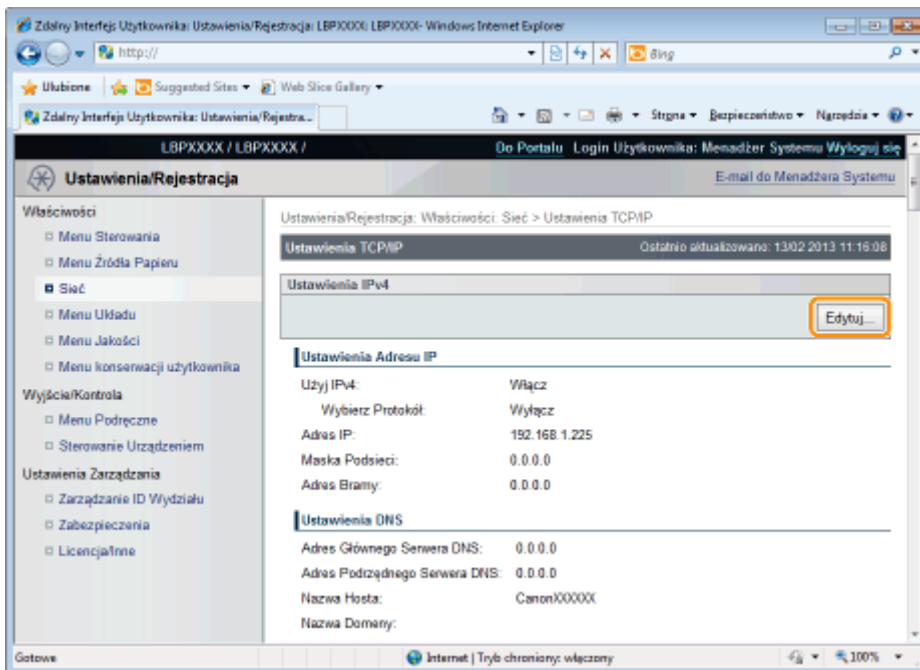 Zdalny Interfejs Użytkownika: Ustawienia/Rejestracja: LBPXXXX: LBPXXXX- Windows Internet Explorer
http://
Bing
Ulubione Suggested Sites Web Slice Gallery
Zdalny Interfejs Użytkownika: Ustawienia/Rejestra... Strona Bezpieczeństwo Narzędzia
LBPXXXX / LBPXXXX / Do Portalu Login Użytkownika: Menadżer Systemu Wyloguj się
Ustawienia/Rejestracja E-mail do Menadżera Systemu
Właściwości
Menu Sterowania
Menu Źródła Papieru
Sieć
Menu Układu
Menu Jakości
Menu konserwacji użytkownika
Wyjście/Kontrola
Menu Podręczne
Sterowanie Urządzeniem
Ustawienia Zarządzania
Zarządzanie ID Wydziału
Zabezpieczenia
Licencja/Inne
Ustawienia/Rejestracja: Właściwości: Sieć > Ustawienia TCP/IP
Ustawienia TCP/IP Ostatnio aktualizowano: 13/02 2013 11:16:08
Ustawienia IPv4
Edytuj...
Ustawienia Adresu IP
Użyj IPv4: Włącz
Wybierz Protokół: Wyłącz
Adres IP: 192.168.1.225
Maska Podsieci: 0.0.0.0
Adres Bramy: 0.0.0.0
Ustawienia DNS
Adres Głównego Serwera DNS: 0.0.0.0
Adres Podrzędnego Serwera DNS: 0.0.0.0
Nazwa Hosta: CanonXXXXXX
Nazwa Domeny:
Gotowe Internet | Tryb chroniony: włączony 100%